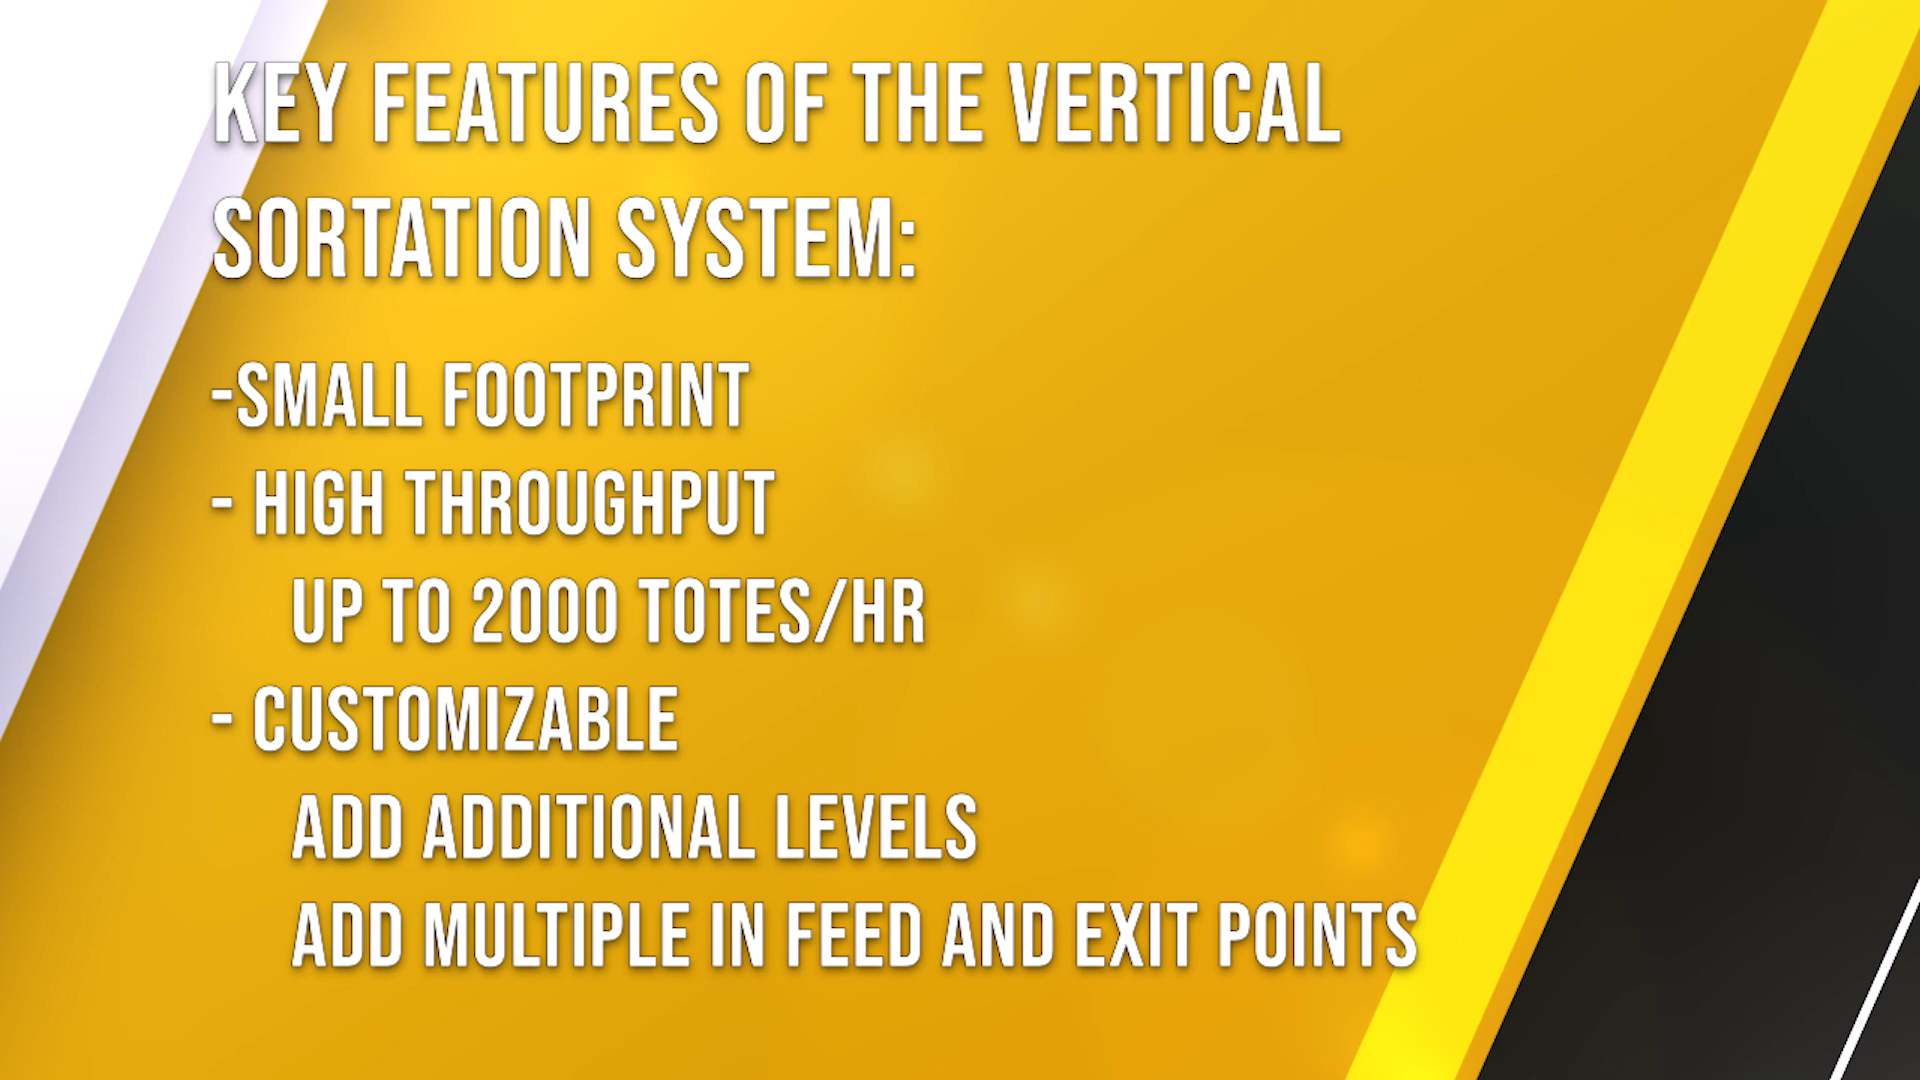 KEY FEATURES OF THE VERTICAL
SORTATION SYSTEM:
-SMALL FOOTPRINT
- HIGH THROUGHPUT
UP TO 2000 TOTES/HR
- CUSTOMIZABLE
ADD ADDITIONAL LEVELS
ADD MULTIPLE IN FEED AND EXIT POINTS